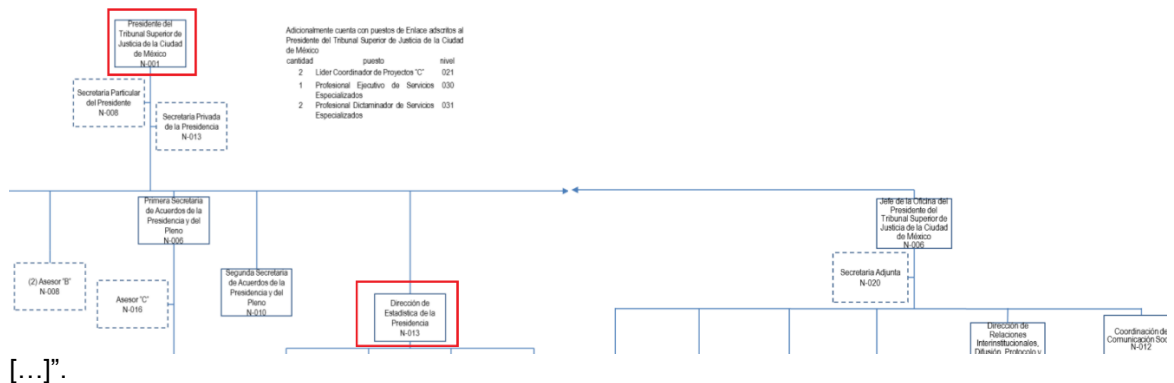 Presidente del
Tribunal Superior de
Justicia de la Ciudad
de México
N-001
Adicionalmente cuenta con puestos de Enlace adscritos al
Presidente del Tribunal Superior de Justicia de la Ciudad
de México
cantidad puesto nivel
2 Líder Coordinador de Proyectos "C" 021
1 Profesional Ejecutivo de Servicios 030
Especializados
2 Profesional Dictaminador de Servicios 031
Especializados
Secretaría Particular
del Presidente
N-008
Secretaría Privada
de la Presidencia
N-013
Primera Secretaría
de Acuerdos de la
Presidencia y del
Pleno
N-006
Jefe de la Oficina del
Presidente del
Tribunal Superior de
Justicia de la Ciudad
de México
N-006
(2) Asesor "B"
N-008
Asesor "C"
N-016
Segunda Secretaría
de Acuerdos de la
Presidencia y del
Pleno
N-010
Dirección de
Estadística de la
Presidencia
N-013
Secretaria Adjunta
N-020
Dirección de
Relaciones
Interinstitucionales,
Difusión, Protocolo y
Coordinación de
Comunicación Soc
N-012
[…]”.